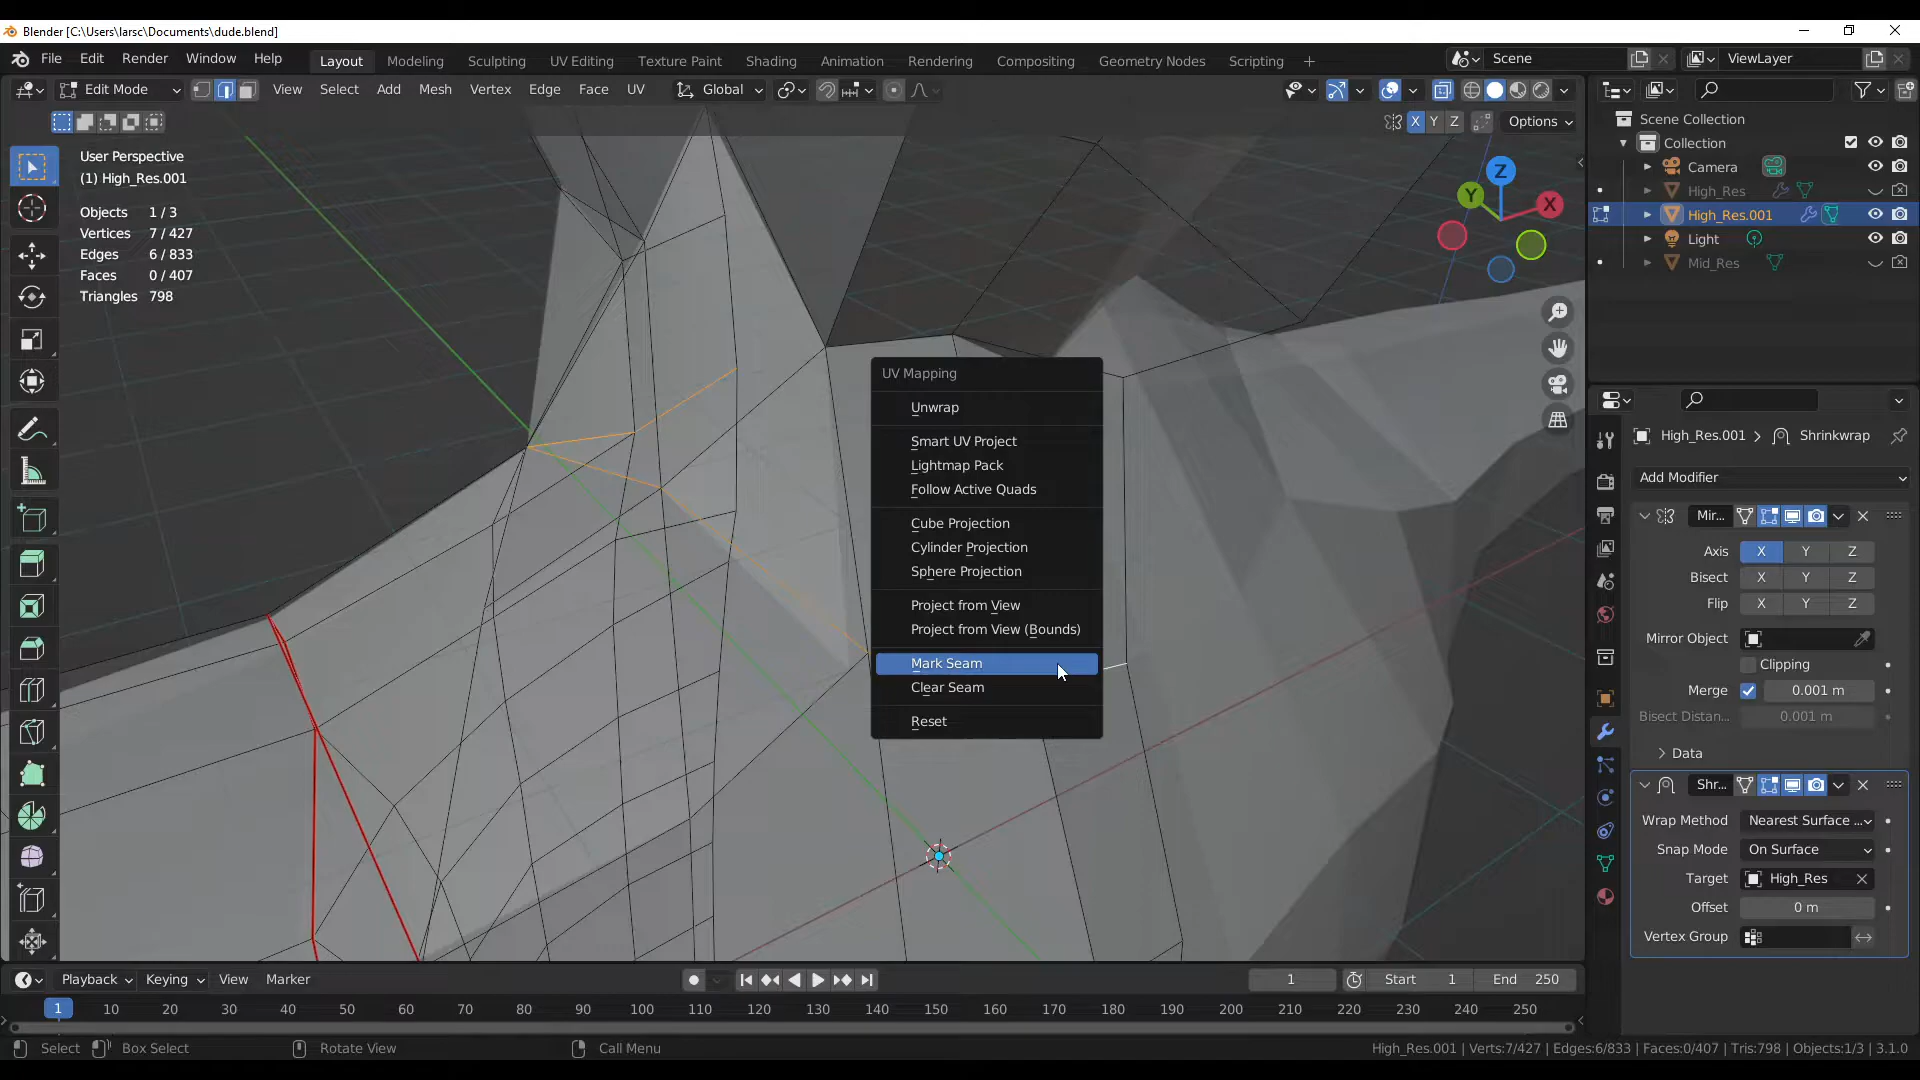 Blender [C:\Users\larsc\Documents\dude.blend]
File Edit Render Window Help Layout Modeling Sculpting UV Editing Texture Paint Shading Animation Rendering Compositing Geometry Nodes Scripting + Scene ViewLayer
Edit Mode View Select Add Mesh Vertex Edge Face UV Global
X Y Z Options
User Perspective
(1) High_Res.001
Objects 1 / 3
Vertices 7 / 427
Edges 6 / 833
Faces 0 / 407
Triangles 798
Z
Y
X
UV Mapping
Unwrap
Smart UV Project
Lightmap Pack
Follow Active Quads
Cube Projection
Cylinder Projection
Sphere Projection
Project from View
Project from View (Bounds)
Mark Seam
Clear Seam
Reset
Scene Collection
Collection
Camera
High_Res
High_Res.001
Light
Mid_Res
High_Res.001 > Shrinkwrap
Add Modifier
Mir...
Axis X Y Z
Bisect X Y Z
Flip X Y Z
Mirror Object
Clipping
Merge 0.001 m
Bisect Distan... 0.001 m
Data
Shr...
Wrap Method Nearest Surface ...
Snap Mode On Surface
Target High_Res
Offset 0 m
Vertex Group
Playback Keying View Marker 1 Start 1 End 250
1 10 20 30 40 50 60 70 80 90 100 110 120 130 140 150 160 170 180 190 200 210 220 230 240 250
Select Box Select Rotate View Call Menu High_Res.001 | Verts:7/427 | Edges:6/833 | Faces:0/407 | Tris:798 | Objects:1/3 | 3.1.0